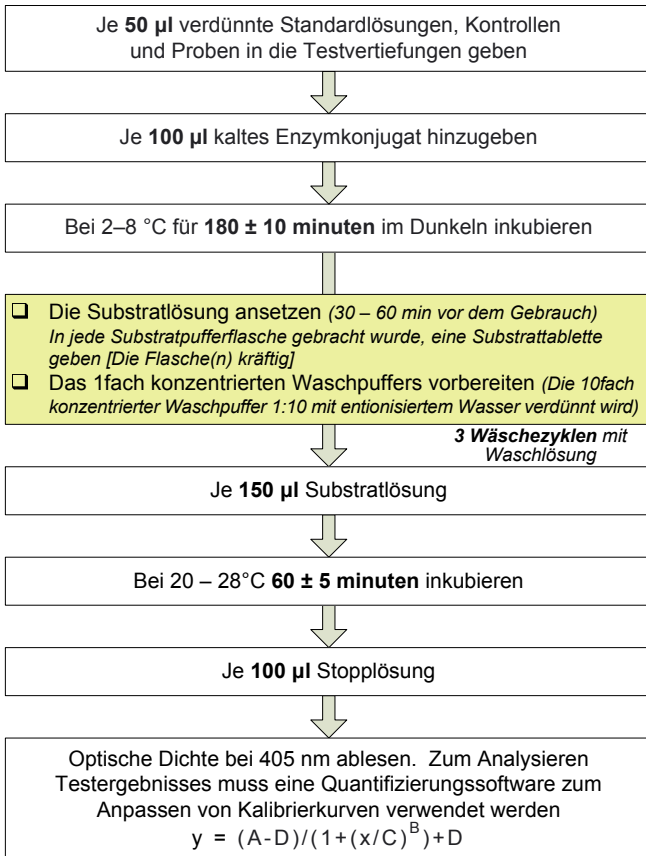 Je 50 µl verdünnte Standardlösungen, Kontrollen
und Proben in die Testvertiefungen geben
Je 100 µl kaltes Enzymkonjugat hinzugeben
Bei 2–8 °C für 180 ± 10 minuten im Dunkeln inkubieren
❑ Die Substratlösung ansetzen (30 – 60 min vor dem Gebrauch)
In jede Substratpufferflasche gebracht wurde, eine Substrattablette
geben [Die Flasche(n) kräftig]
❑ Das 1fach konzentrierten Waschpuffers vorbereiten (Die 10fach
konzentrierter Waschpuffer 1:10 mit entionisiertem Wasser verdünnt wird)
3 Wäschezyklen mit
Waschlösung
Je 150 µl Substratlösung
Bei 20 – 28°C 60 ± 5 minuten inkubieren
Je 100 µl Stopplösung
Optische Dichte bei 405 nm ablesen. Zum Analysieren
Testergebnisses muss eine Quantifizierungssoftware zum
Anpassen von Kalibrierkurven verwendet werden
y = (A-D)/(1+(x/C)^B)+D